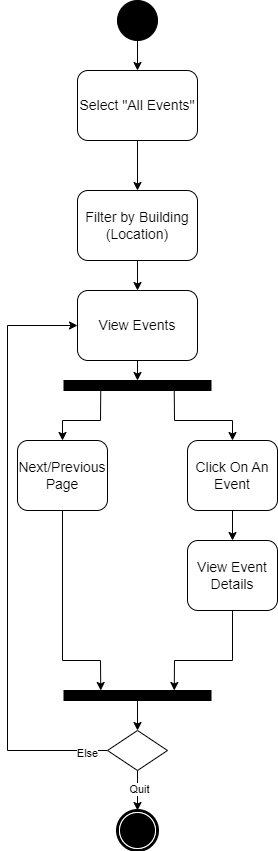 Select "All Events"
Filter by Building
(Location)
View Events
Next/Previous
Page
Click On An
Event
View Event
Details
Else
Quit